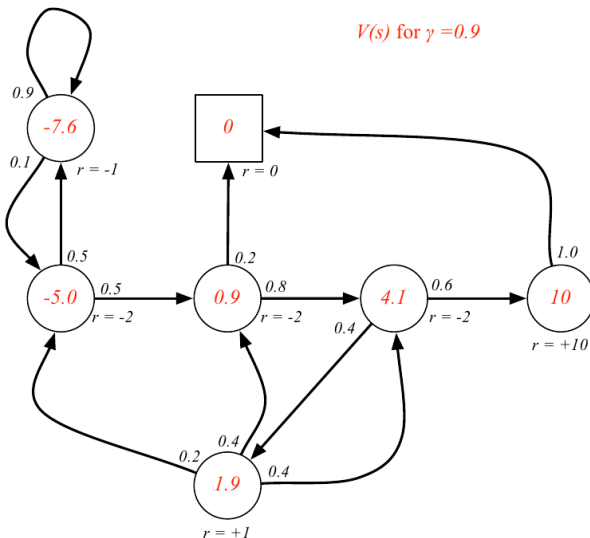 V(s) for γ =0.9
0.9
-7.6
0
0.1
r = -1
r = 0
0.5
0.2
1.0
-5.0
0.5
r = -2
0.9
0.8
r = -2
4.1
0.6
r = -2
10
0.4
r = +10
0.2
0.4
1.9
0.4
r = +1